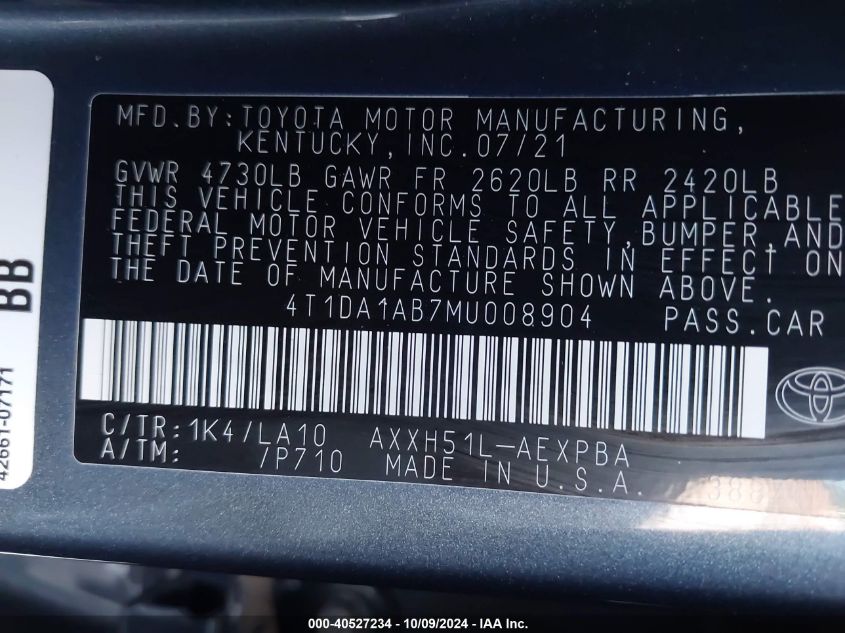 MFD.BY:TOYOTA MOTOR MANUFACTURING,
KENTUCKY,INC.07/21
GVWR 4730LB GAWR FR 2620LB RR 2420LB
THIS VEHICLE CONFORMS TO ALL APPLICABLE
FEDERAL MOTOR VEHICLE SAFETY,BUMPER,AND
THEFT PREVENTION STANDARDS IN EFFECT ON
THE DATE OF MANUFACTURE SHOWN ABOVE.
4T1DA1AB7MU008904 PASS.CAR
C/TR:1K4/LA10 AXXH51L-AEXPBA
A/TM: /P710 MADE IN U.S.A.
BB
42661-07171
000-40527234 - 10/09/2024 - IAA Inc.